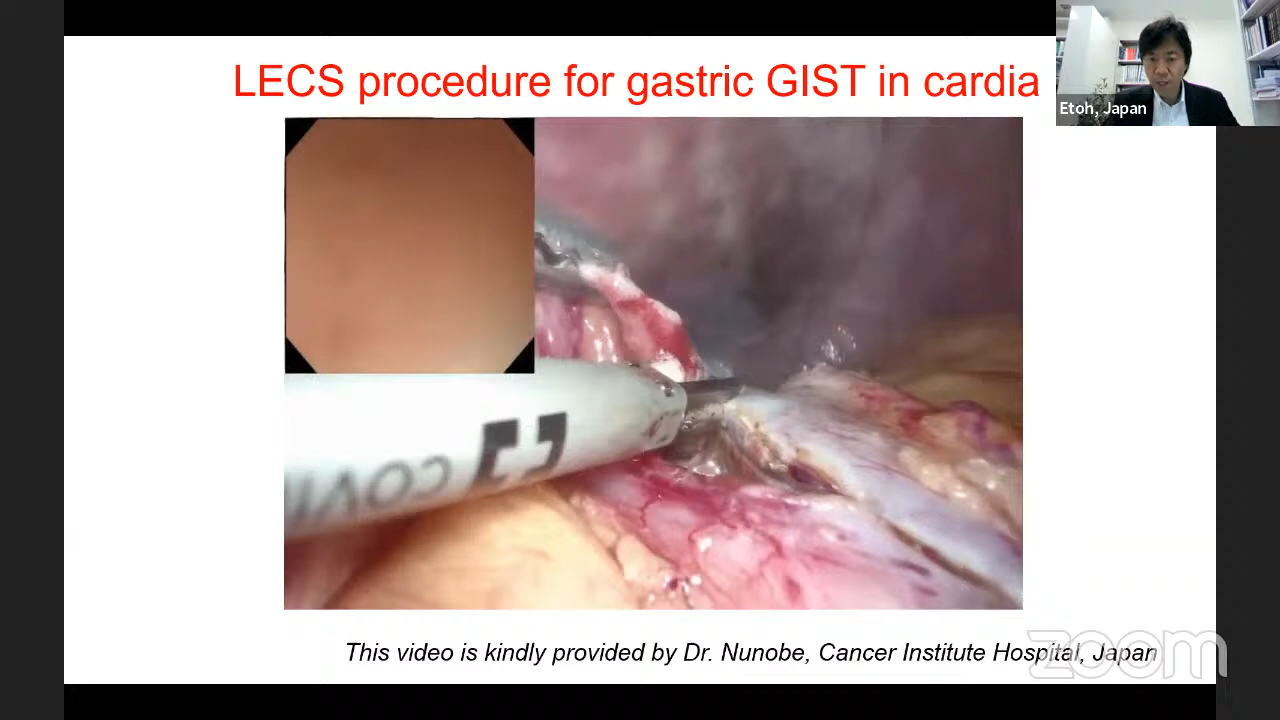 LECS procedure for gastric GIST in cardia
Etoh, Japan
COVI
This video is kindly provided by Dr. Nunobe, Cancer Institute Hospital, Japan
zoom